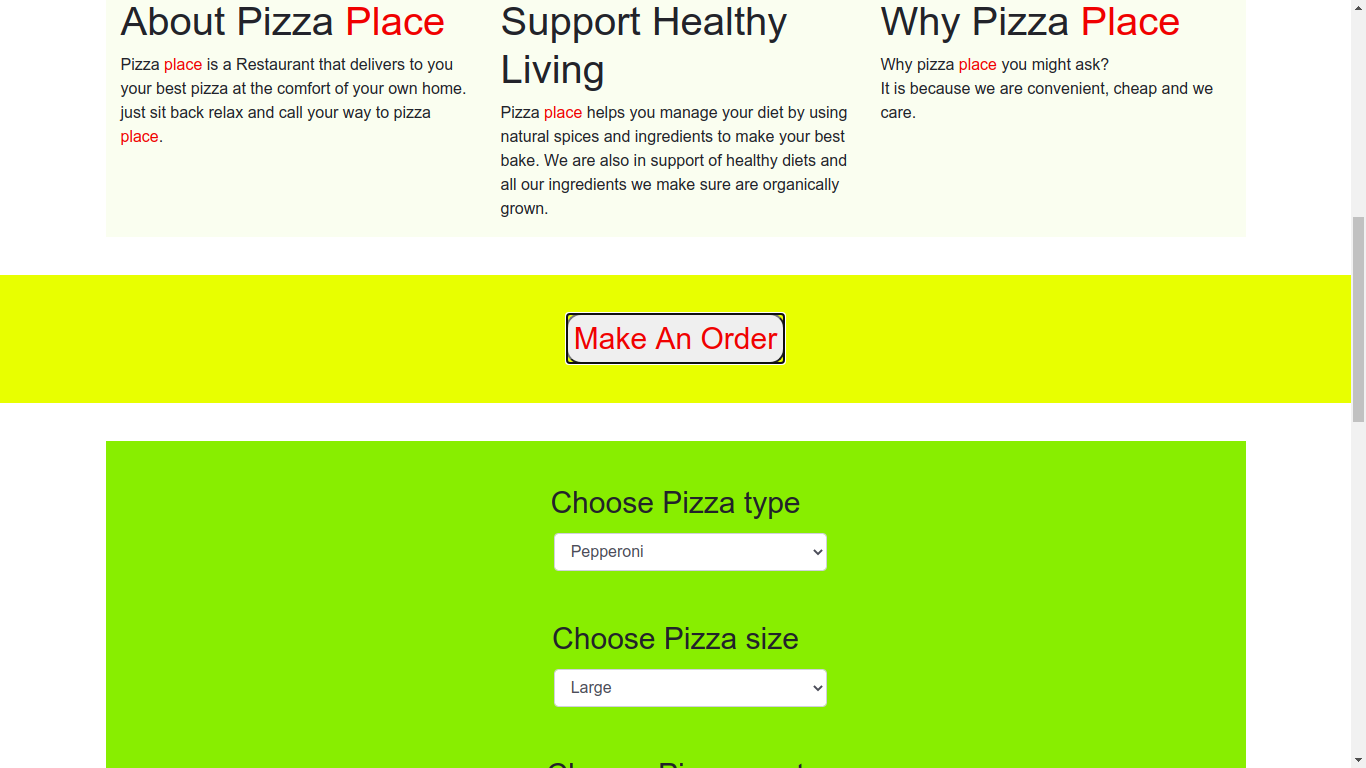 About Pizza Place
Pizza place is a Restaurant that delivers to you
your best pizza at the comfort of your own home.
just sit back relax and call your way to pizza
place.
Support Healthy
Living
Pizza place helps you manage your diet by using
natural spices and ingredients to make your best
bake. We are also in support of healthy diets and
all our ingredients we make sure are organically
grown.
Why Pizza Place
Why pizza place you might ask?
It is because we are convenient, cheap and we
care.
Make An Order
Choose Pizza type
Pepperoni
Choose Pizza size
Large